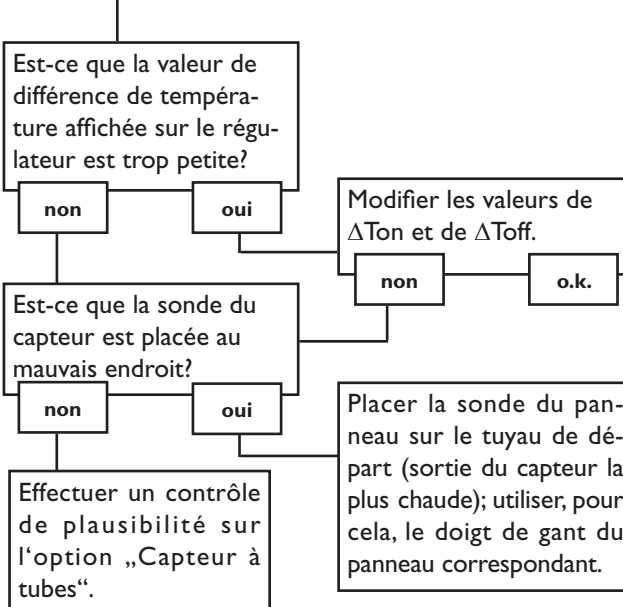 Est-ce que la valeur de
différence de tempéra-
ture affichée sur le régu-
lateur est trop petite?
non
oui
Modifier les valeurs de
ΔTon et de ΔToff.
non
o.k.
Est-ce que la sonde du
capteur est placée au
mauvais endroit?
non
oui
Placer la sonde du pan-
neau sur le tuyau de dé-
part (sortie du capteur la
plus chaude); utiliser, pour
cela, le doigt de gant du
panneau correspondant.
Effectuer un contrôle
de plausibilité sur
l‘option „Capteur à
tubes“.